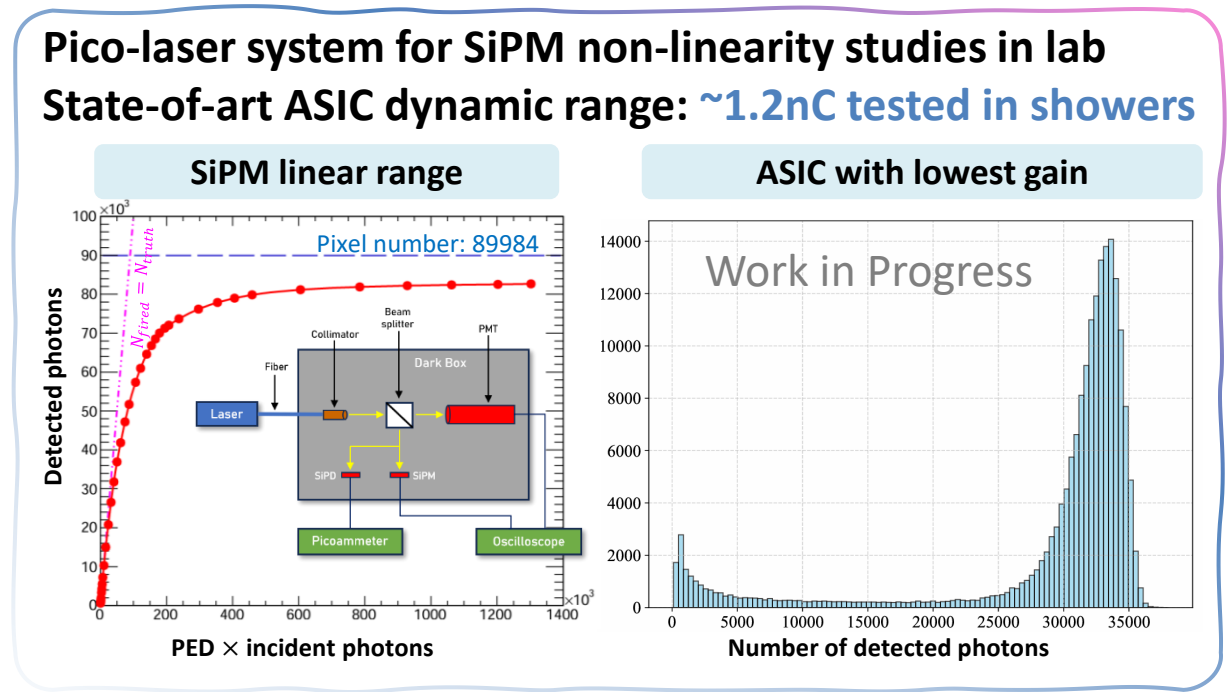 Pico-laser system for SiPM non-linearity studies in lab
State-of-art ASIC dynamic range: ~1.2nC tested in showers
SiPM linear range
100
×10³
90
80
70
60
50
40
30
20
10
0
Detected photons
N_fired = N_truth
Pixel number: 89984
Beam
splitter
Collimator
PMT
Fiber
Dark Box
Laser
SiPD
SiPM
Picoammeter
Oscilloscope
0
200
400
600
800
1000
1200
1400
×10³
PED × incident photons
ASIC with lowest gain
Work in Progress
14000
12000
10000
8000
6000
4000
2000
0
0
5000
10000
15000
20000
25000
30000
35000
Number of detected photons